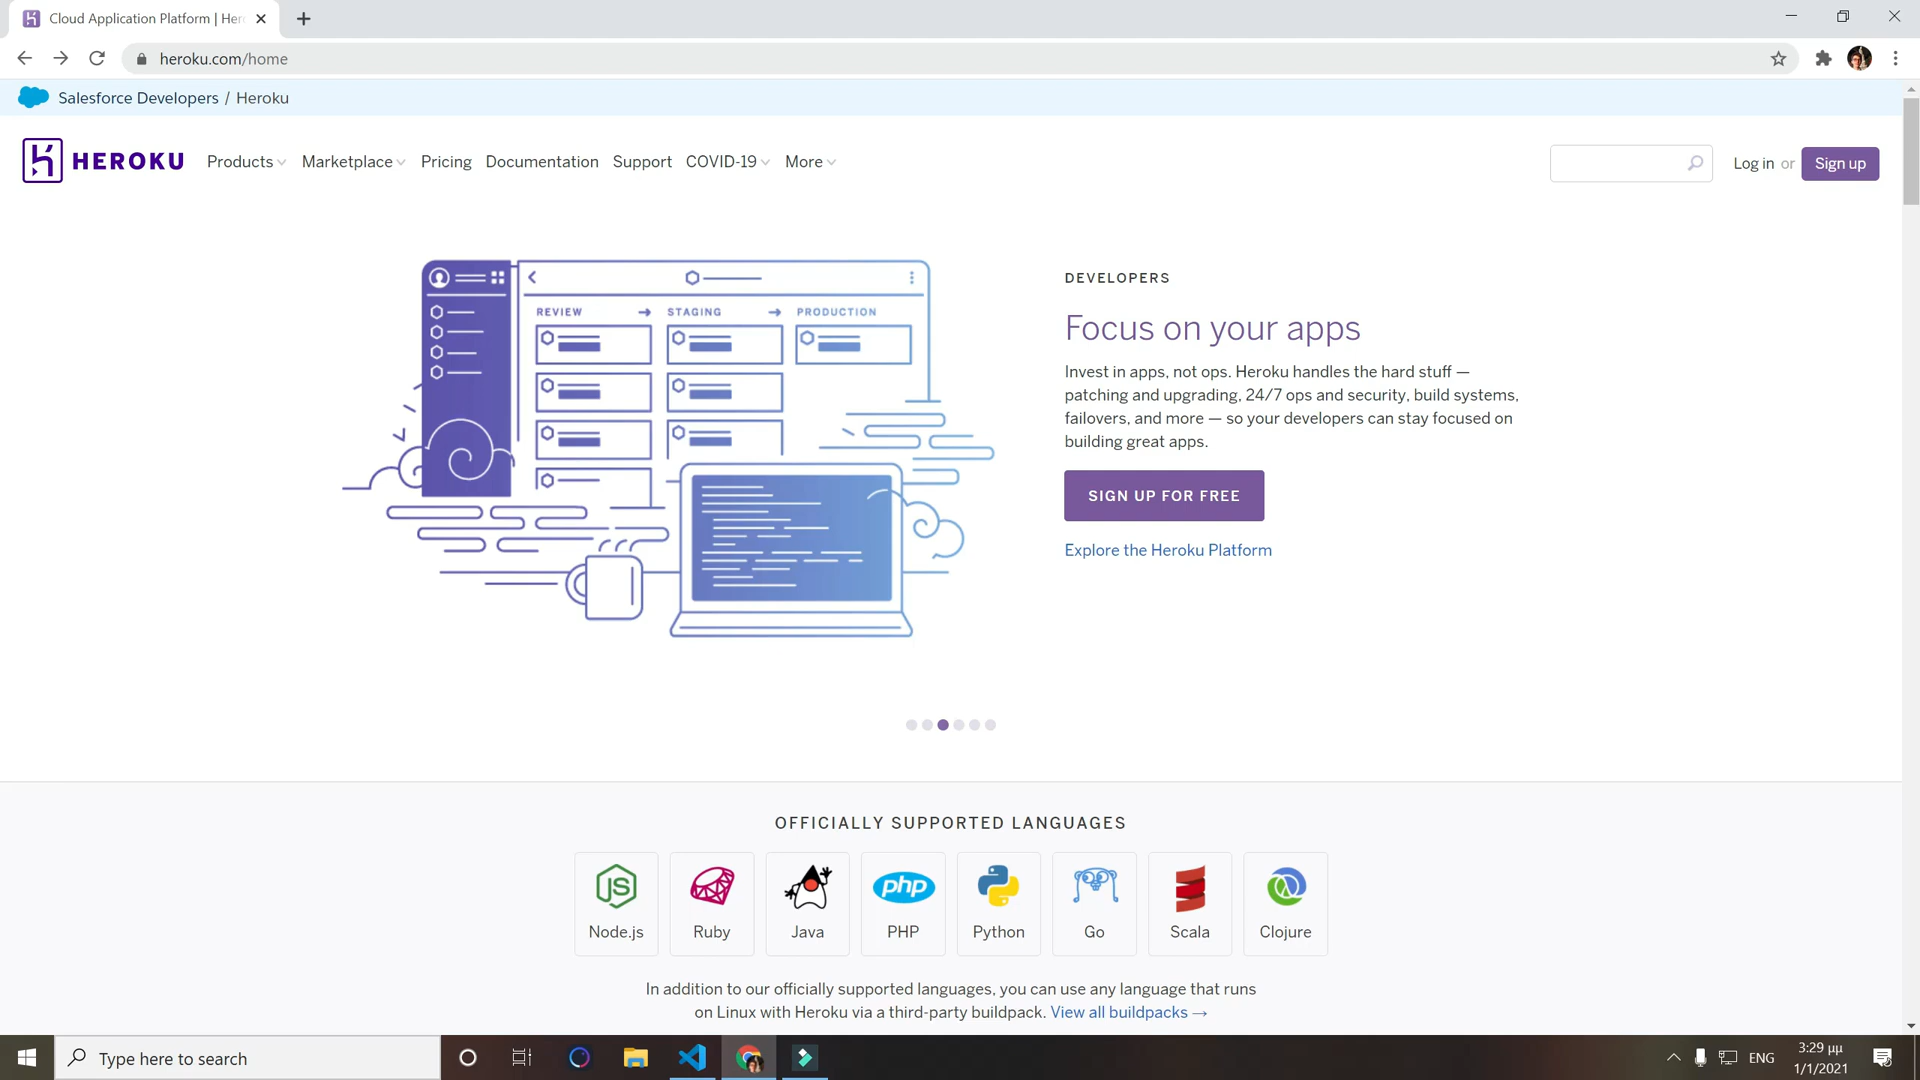 Cloud Application Platform | Her
heroku.com/home
Salesforce Developers / Heroku
HEROKU
Products
Marketplace
Pricing
Documentation
Support
COVID-19
More
Log in or
Sign up
REVIEW
STAGING
PRODUCTION
DEVELOPERS
Focus on your apps
Invest in apps, not ops. Heroku handles the hard stuff —
patching and upgrading, 24/7 ops and security, build systems,
failovers, and more — so your developers can stay focused on
building great apps.
SIGN UP FOR FREE
Explore the Heroku Platform
OFFICIALLY SUPPORTED LANGUAGES
JS
php
Node.js
Ruby
Java
PHP
Python
Go
Scala
Clojure
In addition to our officially supported languages, you can use any language that runs
on Linux with Heroku via a third-party buildpack. View all buildpacks →
Type here to search
ENG
3:29 μμ
1/1/2021